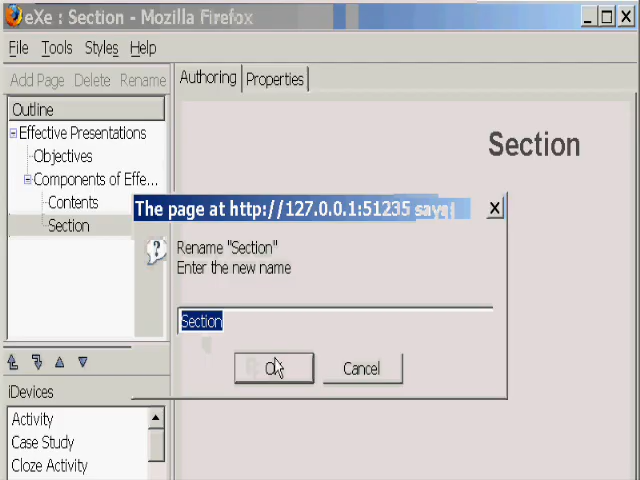 eXe : Section - Mozilla Firefox
File Tools Styles Help
Add Page Delete Rename
Authoring Properties
Outline
Effective Presentations
Objectives
Components of Effe...
Contents
Section
Section
The page at http://127.0.0.1:51235 says:
Rename "Section"
Enter the new name
Section
Cancel
iDevices
Activity
Case Study
Cloze Activity